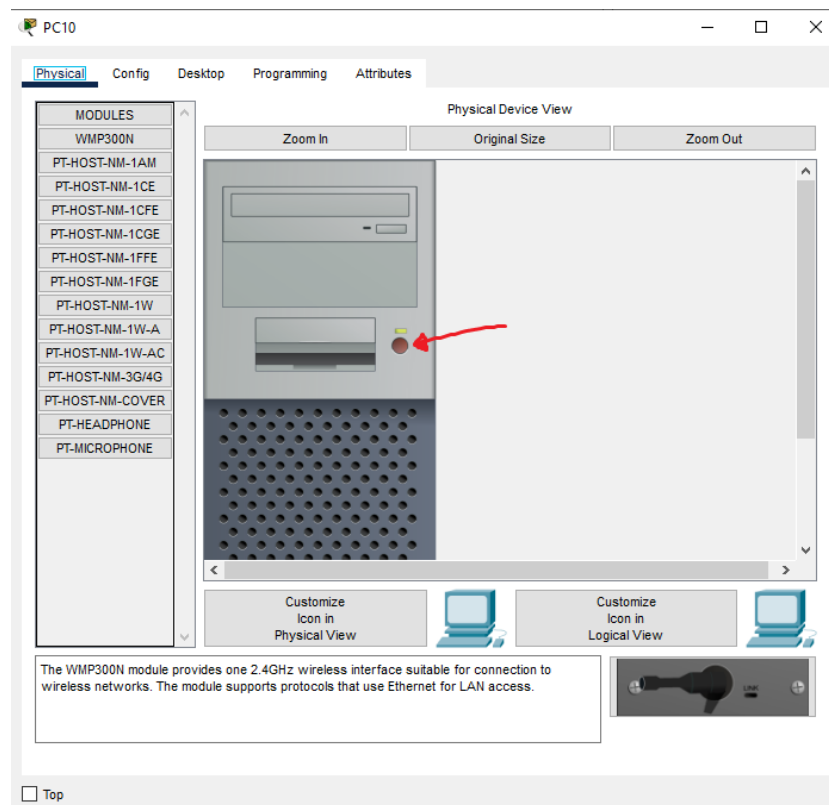 PC10
Physical Config Desktop Programming Attributes
MODULES
WMP300N
PT-HOST-NM-1AM
PT-HOST-NM-1CE
PT-HOST-NM-1CFE
PT-HOST-NM-1CGE
PT-HOST-NM-1FFE
PT-HOST-NM-1FGE
PT-HOST-NM-1W
PT-HOST-NM-1W-A
PT-HOST-NM-1W-AC
PT-HOST-NM-3G/4G
PT-HOST-NM-COVER
PT-HEADPHONE
PT-MICROPHONE
Physical Device View
Zoom In Original Size Zoom Out
Customize
Icon in
Physical View
Customize
Icon in
Logical View
The WMP300N module provides one 2.4GHz wireless interface suitable for connection to
wireless networks. The module supports protocols that use Ethernet for LAN access.
LINK
Top